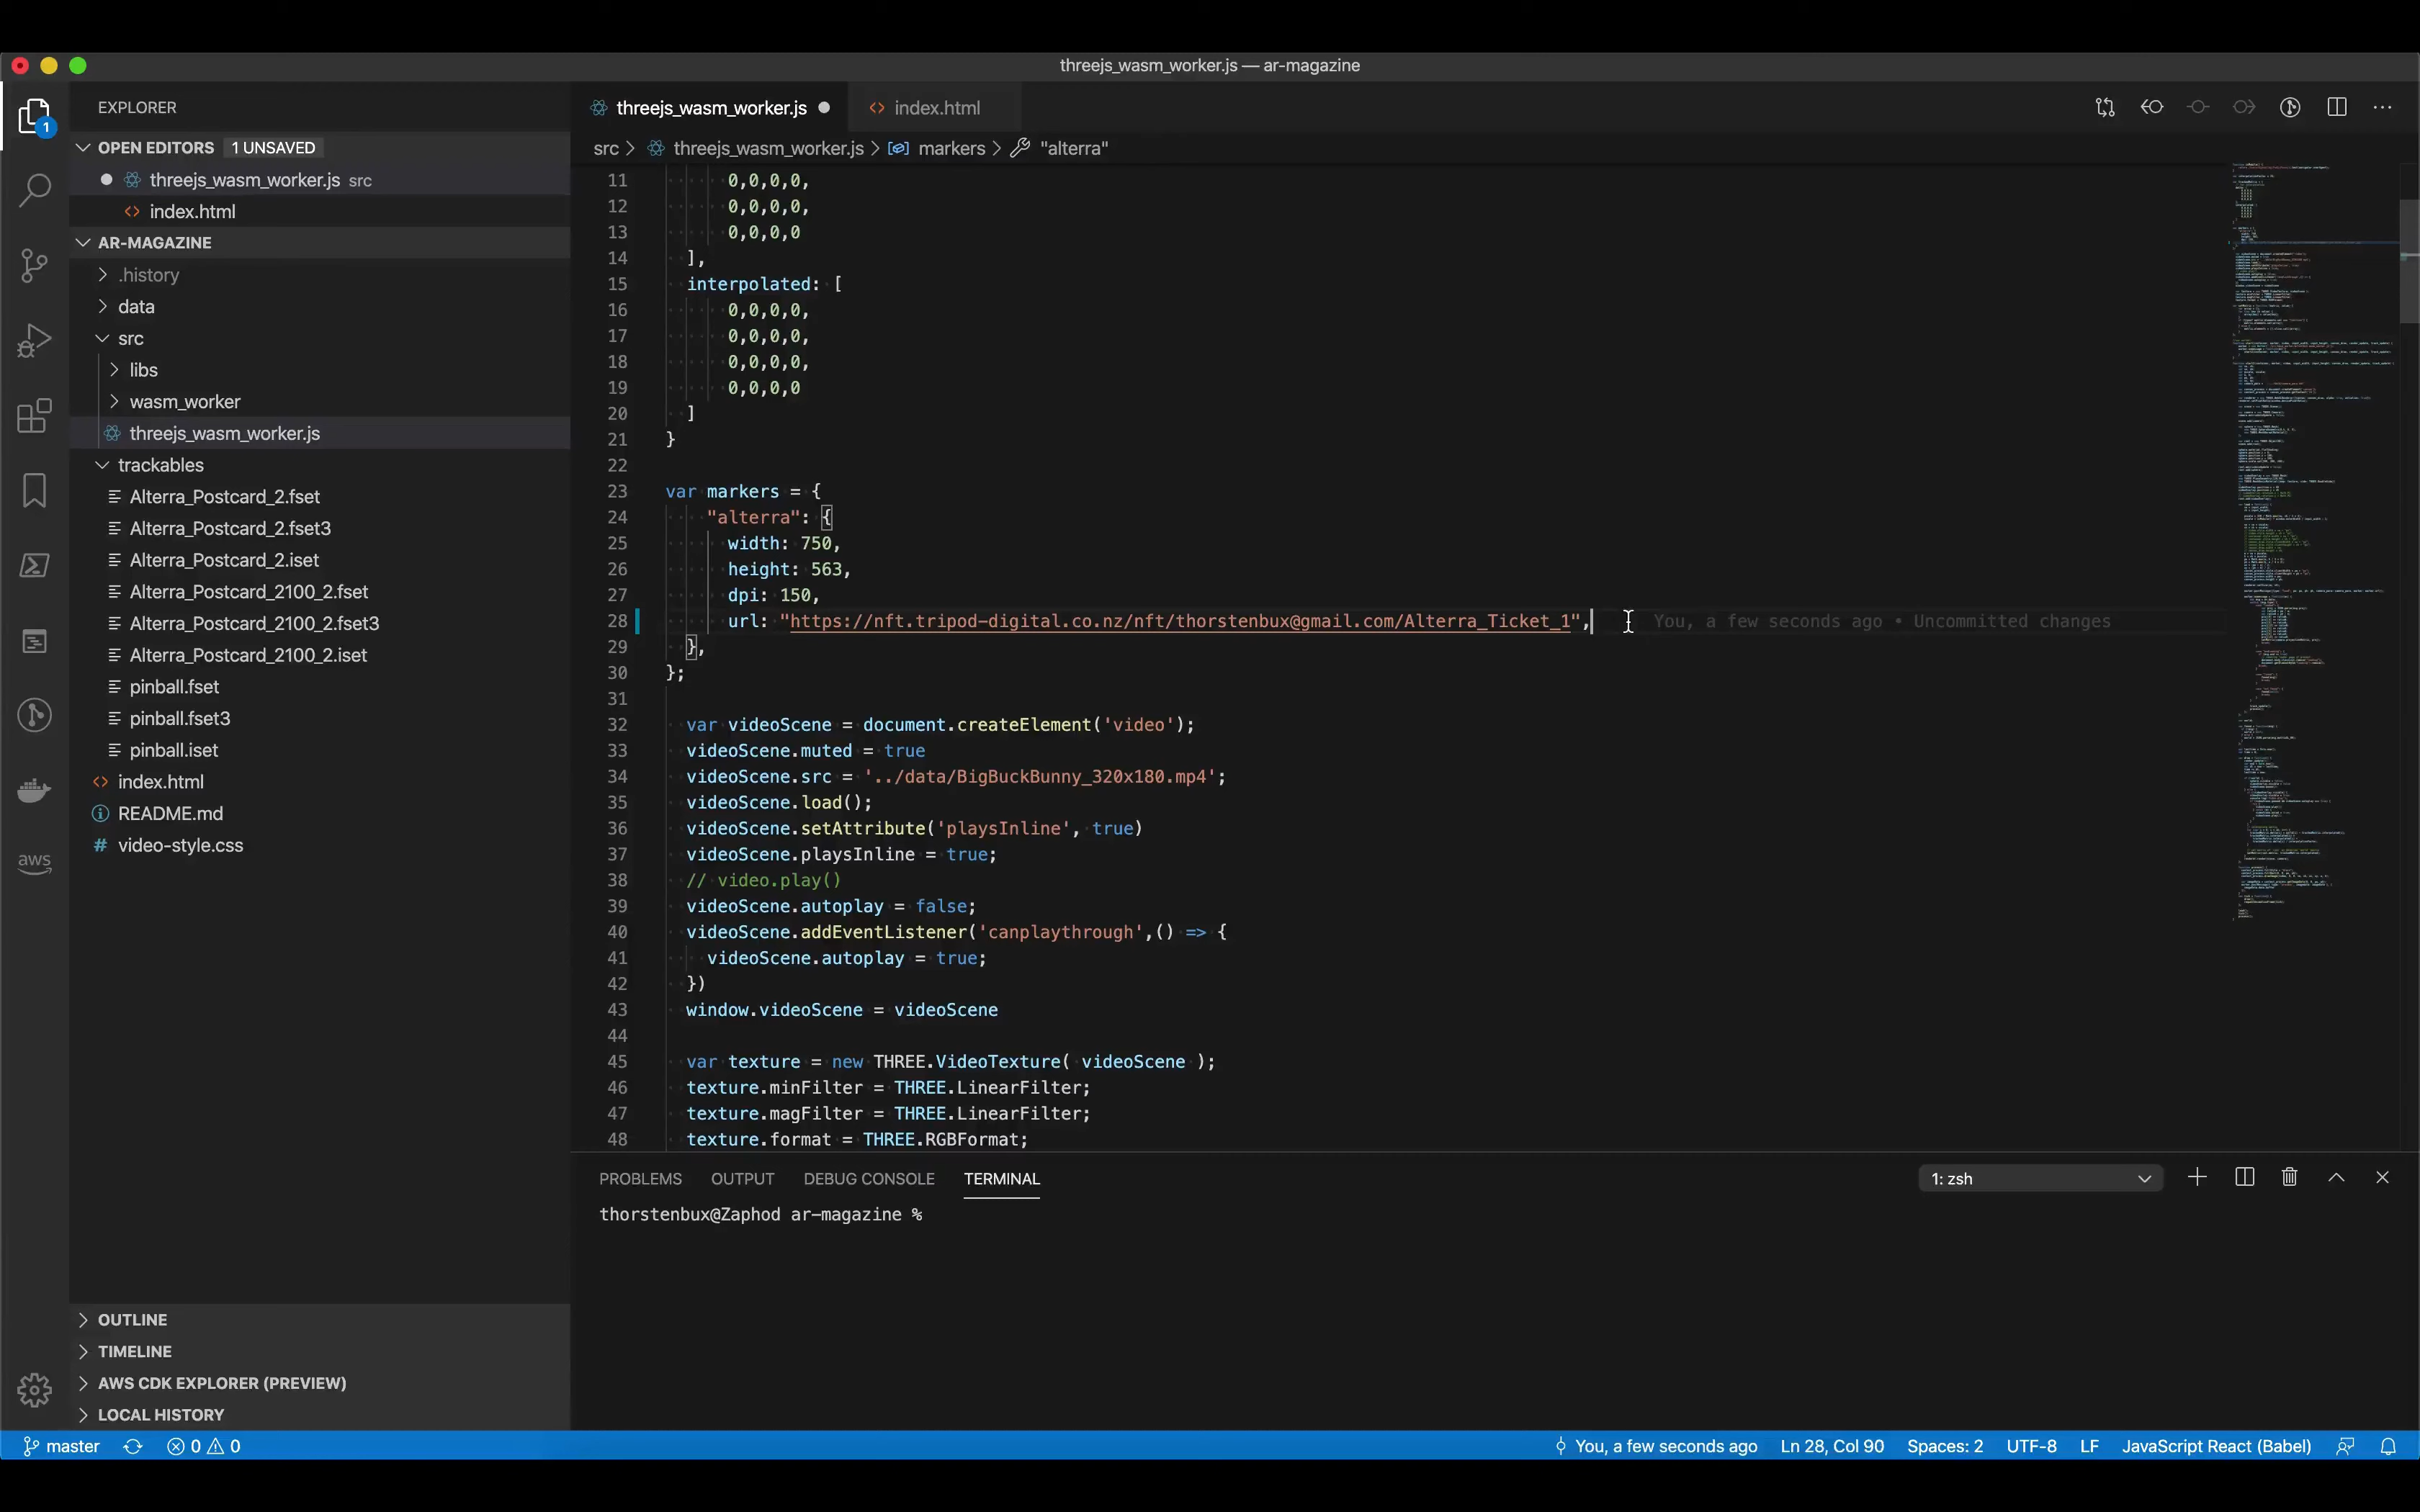 threejs_wasm_worker.js — ar-magazine
EXPLORER
OPEN EDITORS 1 UNSAVED
threejs_wasm_worker.js src
index.html
AR-MAGAZINE
.history
data
src
libs
wasm_worker
threejs_wasm_worker.js
trackables
Alterra_Postcard_2.fset
Alterra_Postcard_2.fset3
Alterra_Postcard_2.iset
Alterra_Postcard_2100_2.fset
Alterra_Postcard_2100_2.fset3
Alterra_Postcard_2100_2.iset
pinball.fset
pinball.fset3
pinball.iset
index.html
README.md
video-style.css
OUTLINE
TIMELINE
AWS CDK EXPLORER (PREVIEW)
LOCAL HISTORY
1
aws
threejs_wasm_worker.js index.html
src > threejs_wasm_worker.js > markers > "alterra"
11 0,0,0,0,
12 0,0,0,0,
13 0,0,0,0
14 ],
15 interpolated: [
16 0,0,0,0,
17 0,0,0,0,
18 0,0,0,0,
19 0,0,0,0
20 ]
21 }
22
23 var markers = {
24 "alterra": {
25 width: 750,
26 height: 563,
27 dpi: 150,
28 url: "https://nft.tripod-digital.co.nz/nft/thorstenbux@gmail.com/Alterra_Ticket_1", You, a few seconds ago • Uncommitted changes
29 },
30 };
31
32 var videoScene = document.createElement('video');
33 videoScene.muted = true
34 videoScene.src = '../data/BigBuckBunny_320x180.mp4';
35 videoScene.load();
36 videoScene.setAttribute('playsInline', true)
37 videoScene.playsInline = true;
38 // video.play()
39 videoScene.autoplay = false;
40 videoScene.addEventListener('canplaythrough',() => {
41 videoScene.autoplay = true;
42 })
43 window.videoScene = videoScene
44
45 var texture = new THREE.VideoTexture( videoScene );
46 texture.minFilter = THREE.LinearFilter;
47 texture.magFilter = THREE.LinearFilter;
48 texture.format = THREE.RGBFormat;
PROBLEMS OUTPUT DEBUG CONSOLE TERMINAL 1: zsh
thorstenbux@Zaphod ar-magazine %
master 0 0 You, a few seconds ago Ln 28, Col 90 Spaces: 2 UTF-8 LF JavaScript React (Babel)